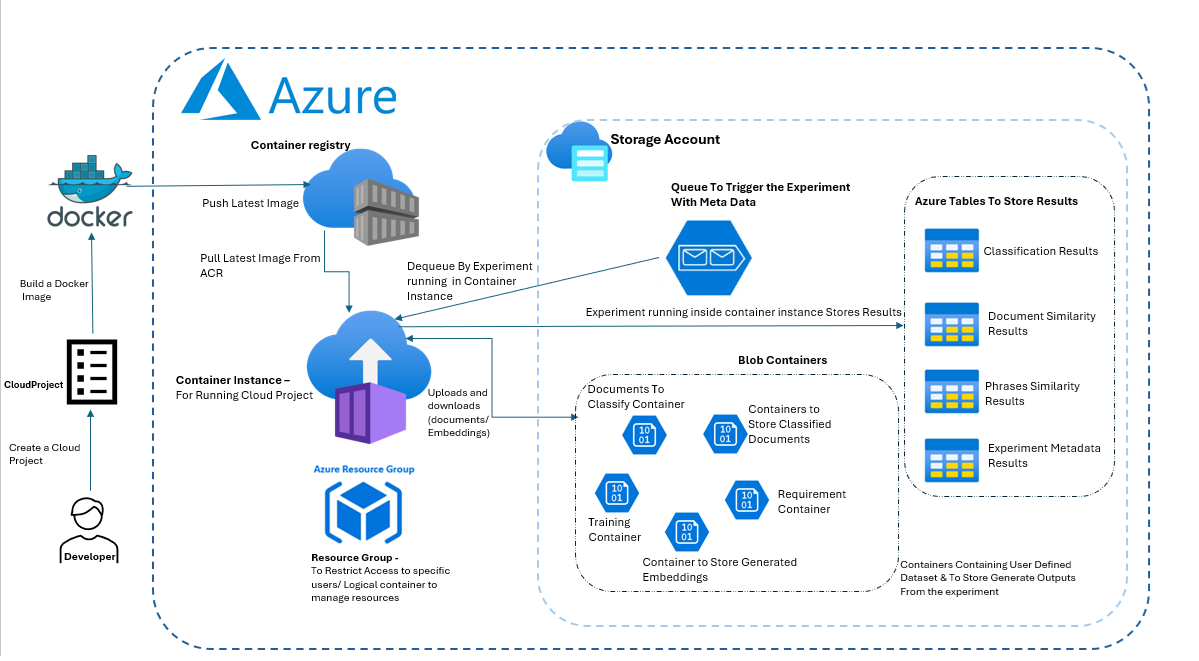 Azure
Container registry
docker
Push Latest Image
Pull Latest Image From
ACR
Build a Docker
Image
CloudProject
Create a Cloud
Project
Developer
Container Instance –
For Running Cloud Project
Azure Resource Group
Resource Group -
To Restrict Access to specific
users/ Logical container to
manage resources
Dequeue By Experiment
running in Container
Instance
Uploads and
downloads
(documents/
Embeddings)
Storage Account
Queue To Trigger the Experiment
With Meta Data
Experiment running inside container instance Stores Results
Blob Containers
Documents To
Classify Container
10
01
Containers to
Store Classified
Documents
10
01
Training
Container
10
01
Requirement
Container
10
01
Container to Store Generated
Embeddings
10
01
Azure Tables To Store Results
Classification Results
Document Similarity
Results
Phrases Similarity
Results
Experiment Metadata
Results
Containers Containing User Defined
Dataset & To Store Generate Outputs
From the experiment